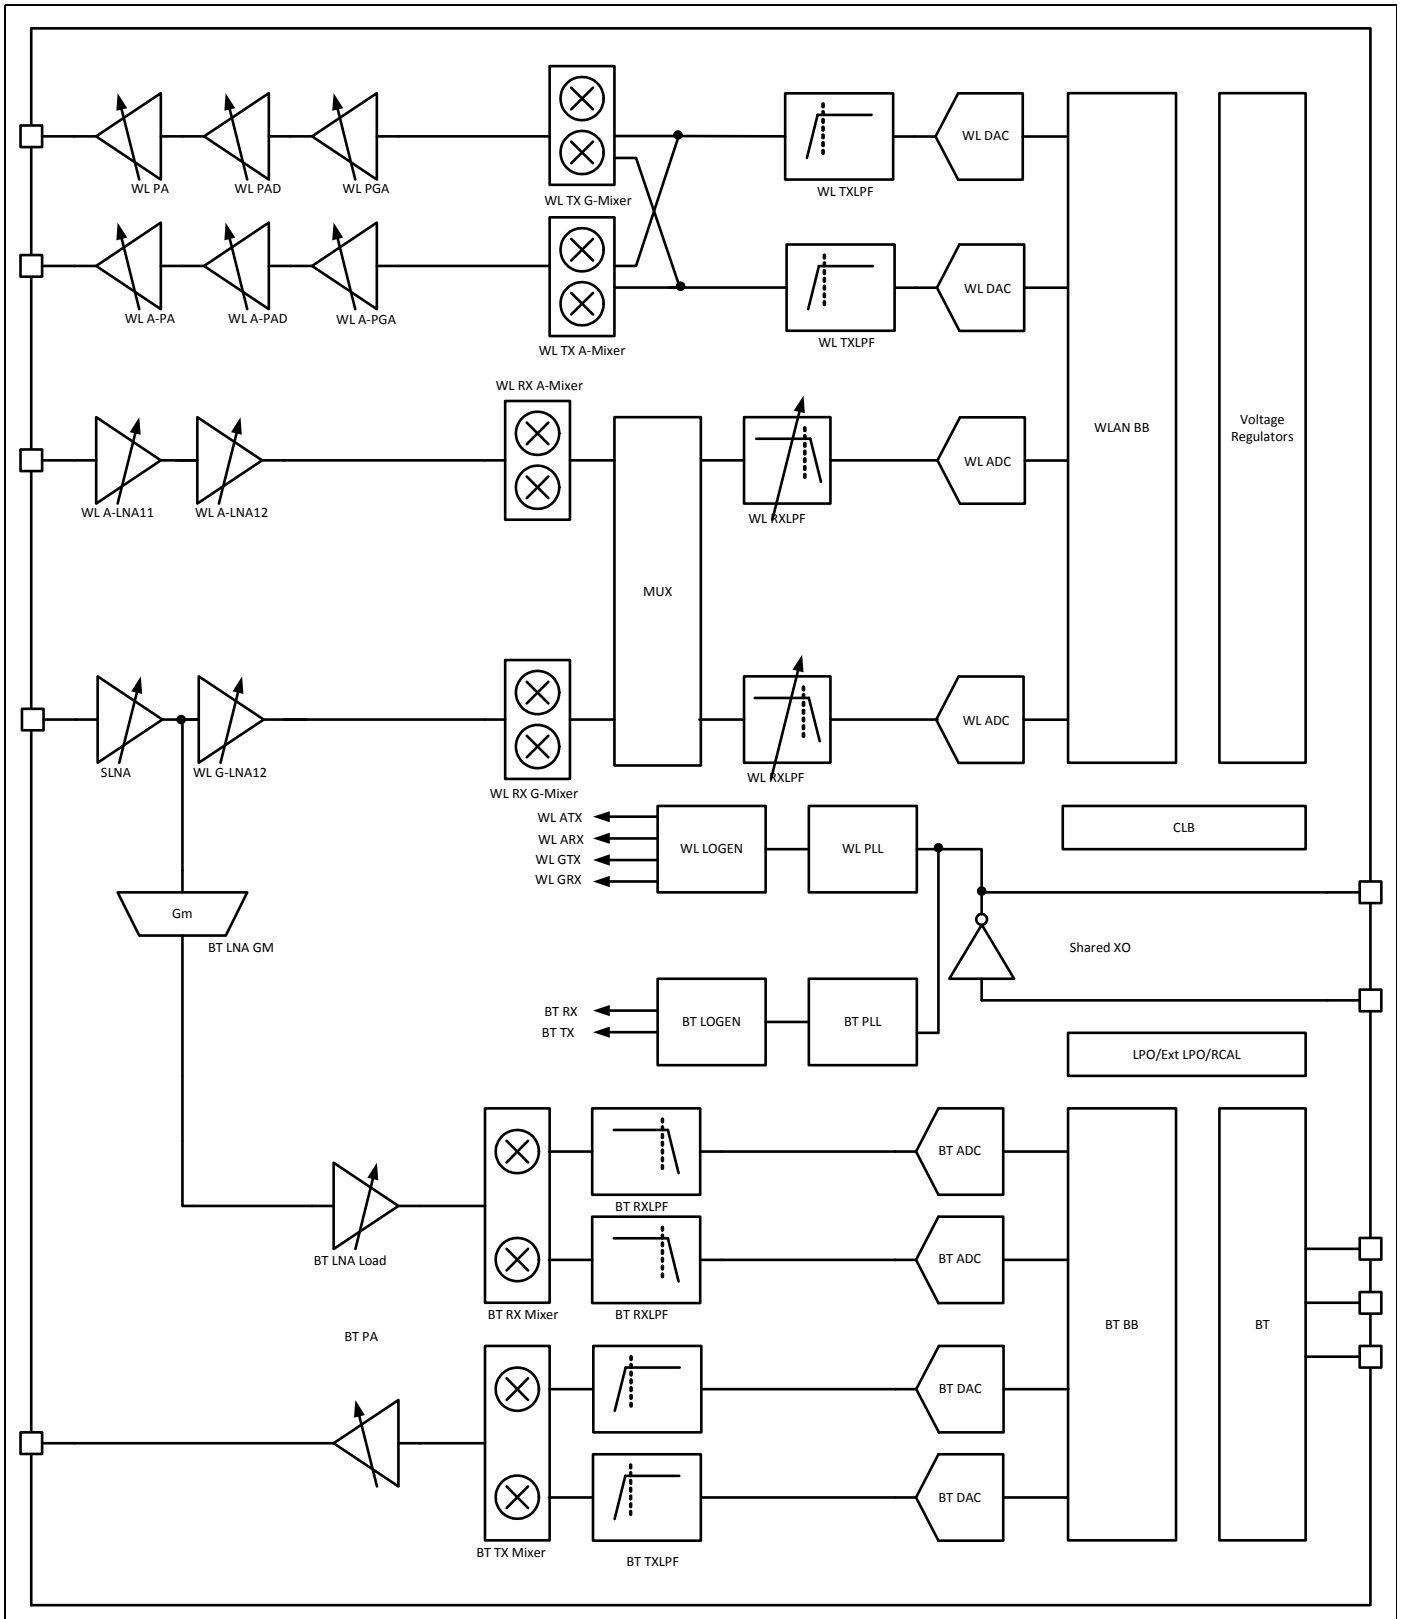 WL PA
WL PAD
WL PGA
WL TX G-Mixer
WL TXLPF
WL DAC
WL A-PA
WL A-PAD
WL A-PGA
WL TX A-Mixer
WL TXLPF
WL DAC
WL RX A-Mixer
WL A-LNA11
WL A-LNA12
WL RXLPF
WL ADC
WLAN BB
Voltage
Regulators
MUX
SLNA
WL G-LNA12
WL RX G-Mixer
WL RXLPF
WL ADC
WL ATX
WL ARX
WL GTX
WL GRX
WL LOGEN
WL PLL
CLB
Gm
BT LNA GM
Shared XO
BT RX
BT TX
BT LOGEN
BT PLL
LPO/Ext LPO/RCAL
BT LNA Load
BT RX Mixer
BT RXLPF
BT ADC
BT RXLPF
BT ADC
BT BB
BT
BT PA
BT TX Mixer
BT DAC
BT TXLPF
BT DAC